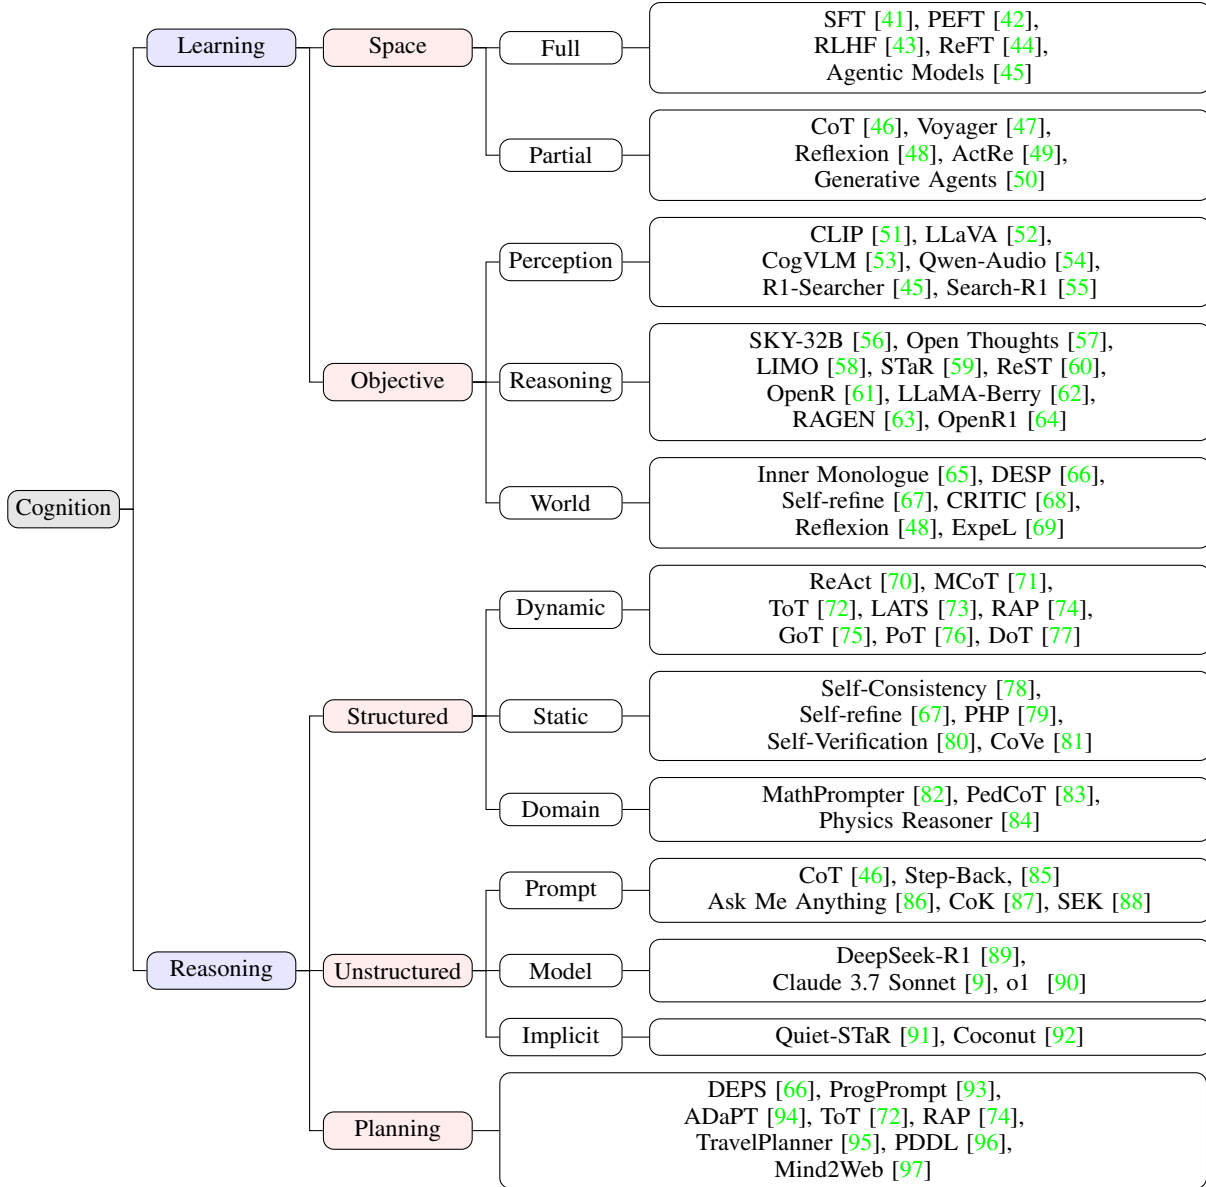 Learning
Space
Full
SFT [41], PEFT [42],
RLHF [43], ReFT [44],
Agentic Models [45]
Partial
CoT [46], Voyager [47],
Reflexion [48], ActRe [49],
Generative Agents [50]
Perception
CLIP [51], LLaVA [52],
CogVLM [53], Qwen-Audio [54],
R1-Searcher [45], Search-R1 [55]
Objective
Reasoning
SKY-32B [56], Open Thoughts [57],
LIMO [58], STaR [59], ReST [60],
OpenR [61], LLaMA-Berry [62],
RAGEN [63], OpenR1 [64]
Cognition
World
Inner Monologue [65], DESP [66],
Self-refine [67], CRITIC [68],
Reflexion [48], ExpeL [69]
Dynamic
ReAct [70], MCoT [71],
ToT [72], LATS [73], RAP [74],
GoT [75], PoT [76], DoT [77]
Structured
Static
Self-Consistency [78],
Self-refine [67], PHP [79],
Self-Verification [80], CoVe [81]
Domain
MathPrompter [82], PedCoT [83],
Physics Reasoner [84]
Prompt
CoT [46], Step-Back, [85]
Ask Me Anything [86], CoK [87], SEK [88]
Reasoning
Unstructured
Model
DeepSeek-R1 [89],
Claude 3.7 Sonnet [9], o1 [90]
Implicit
Quiet-STaR [91], Coconut [92]
Planning
DEPS [66], ProgPrompt [93],
ADaPT [94], ToT [72], RAP [74],
TravelPlanner [95], PDDL [96],
Mind2Web [97]